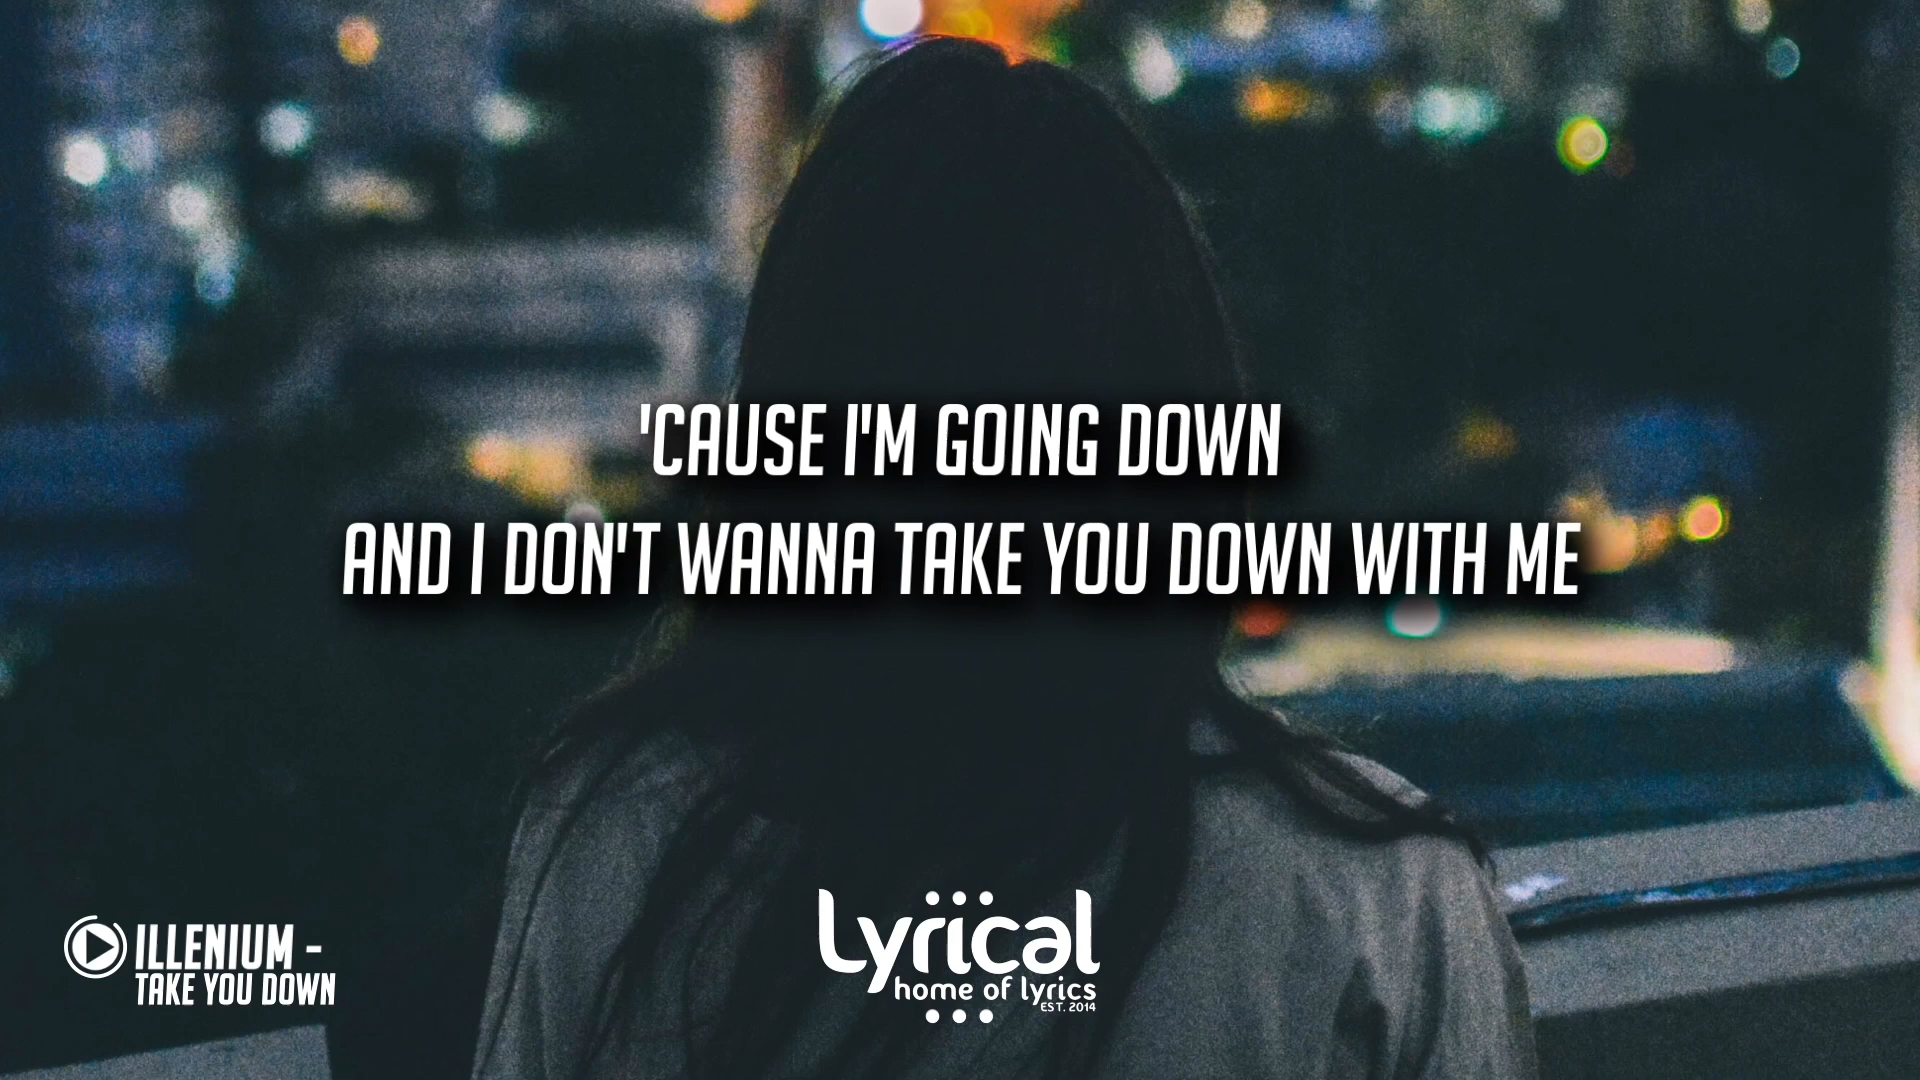 'CAUSE I'M GOING DOWN
AND I DON'T WANNA TAKE YOU DOWN WITH ME
ILLENIUM -
TAKE YOU DOWN
Lyrical
home of lyrics
EST. 2014